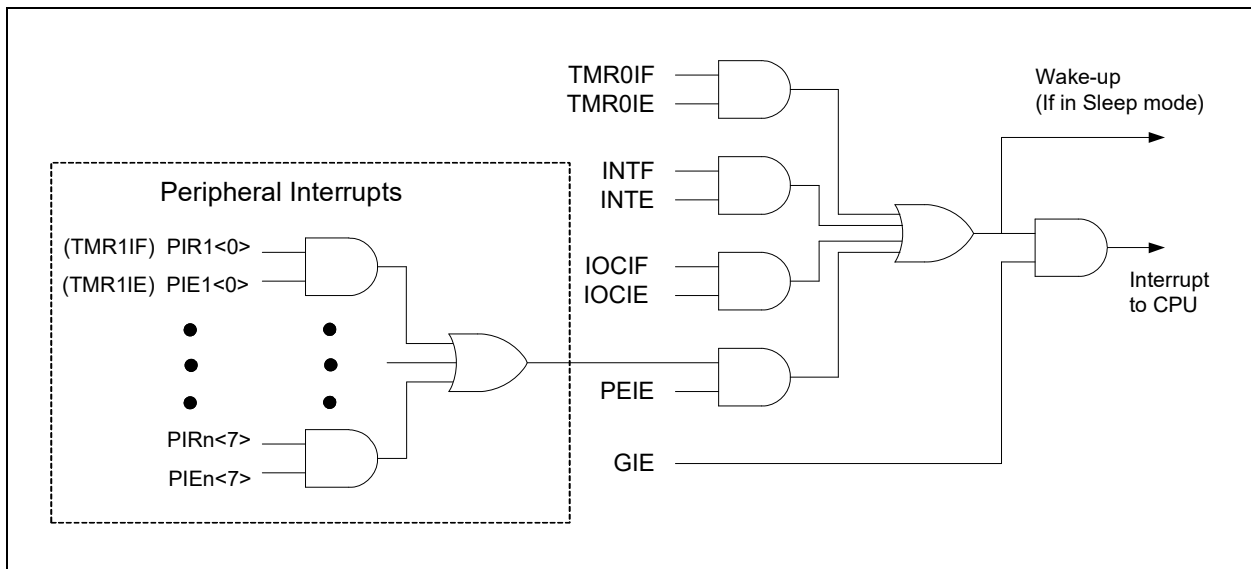 TMR0IF
TMR0IE
Wake-up
(If in Sleep mode)
INTF
INTE
Peripheral Interrupts
(TMR1IF) PIR1<0>
(TMR1IE) PIE1<0>
IOCIF
IOCIE
Interrupt
to CPU
PEIE
PIRn<7>
PIEn<7>
GIE